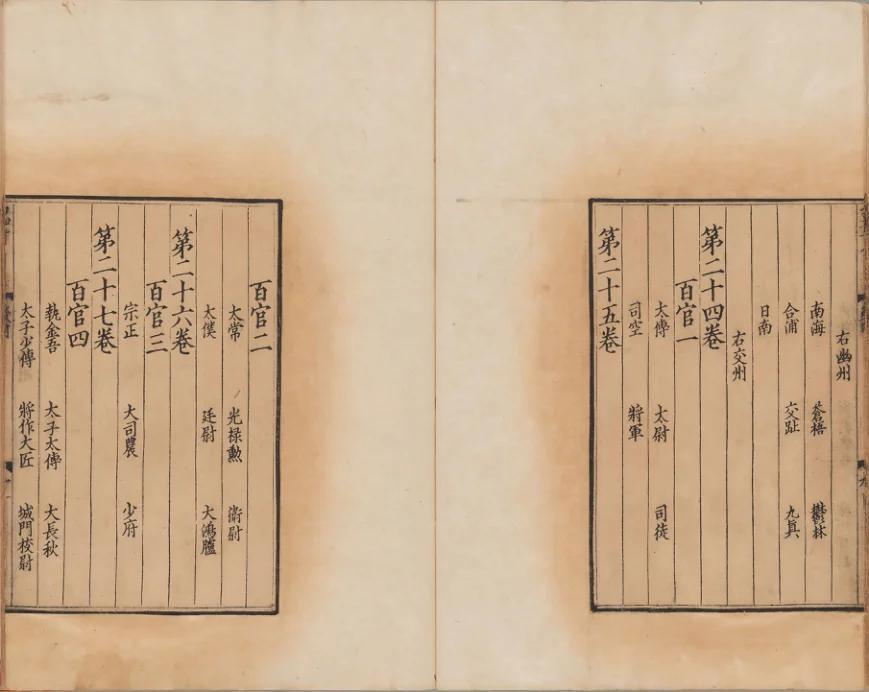 右幽州
南海 蒼梧 鬱林
合浦 交趾 九眞
日南
右交州
第二十四卷
百官一
太傅 太尉 司徒
司空 將軍
第二十五卷
百官二
太常 光祿勳 衛尉
太僕 廷尉 大鴻臚
第二十六卷
百官三
宗正 大司農 少府
第二十七卷
百官四
執金吾 太子太傅 大長秋
太子少傅 將作大匠 城門校尉